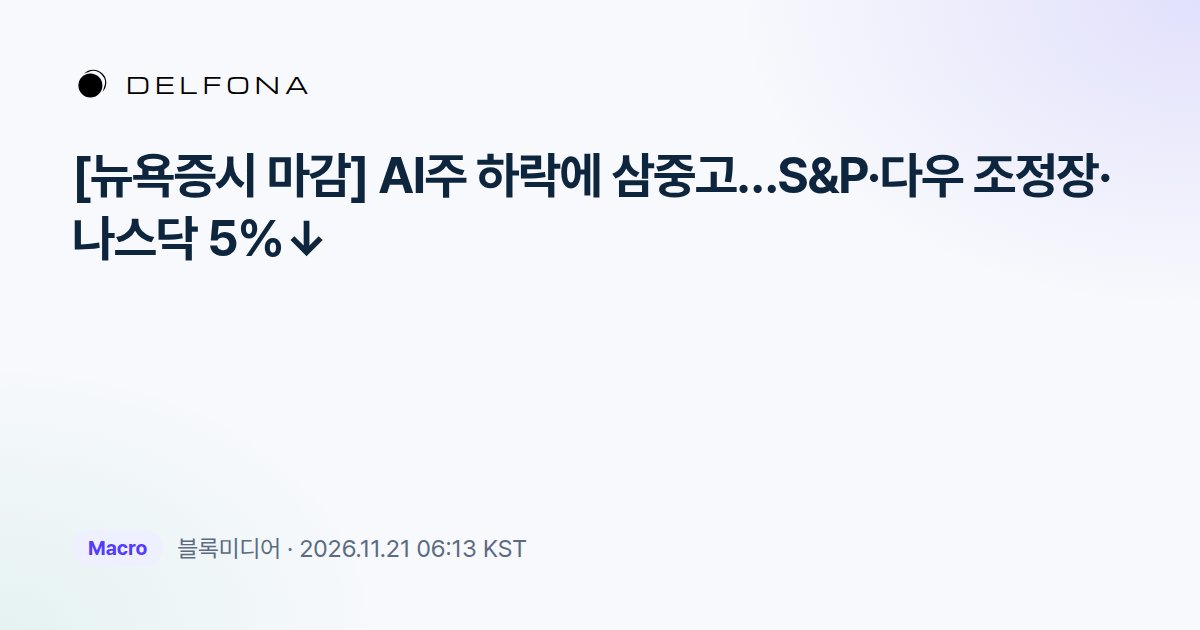 DELFONA
[뉴욕증시 마감] AI주 하락에 삼중고...S&P·다우 조정장·
나스닥 5%↓
Macro 블록미디어 · 2026.11.21 06:13 KST